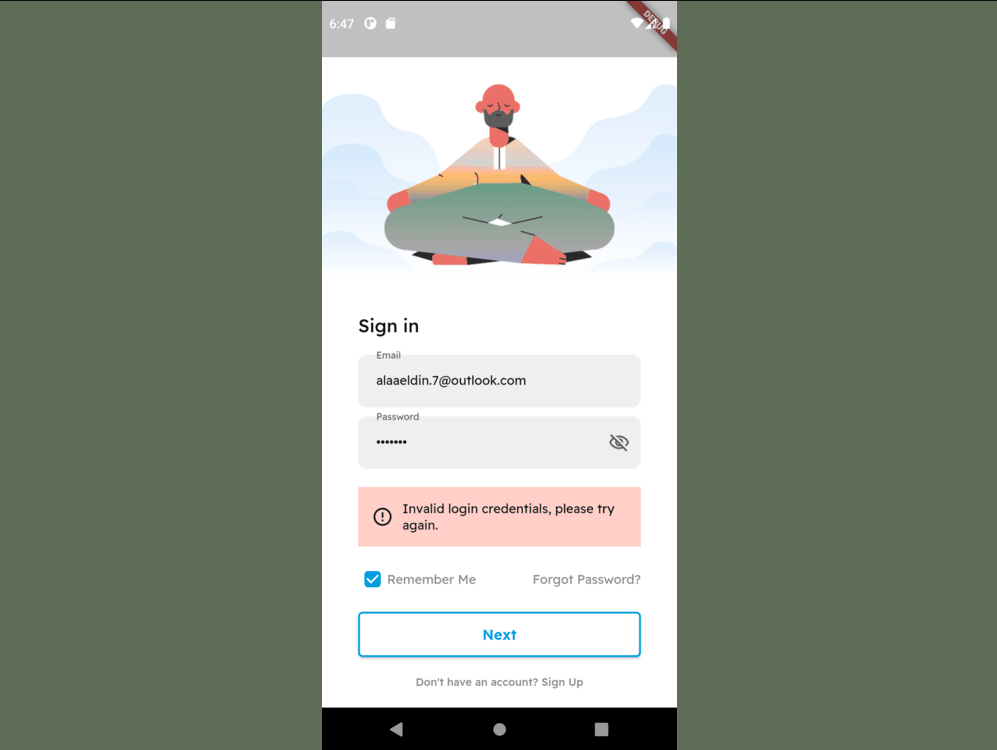 6:47
DEBUG
Sign in
Email
alaaeldin.7@outlook.com
Password
•••••••
Invalid login credentials, please try
again.
Remember Me
Forgot Password?
Next
Don't have an account? Sign Up